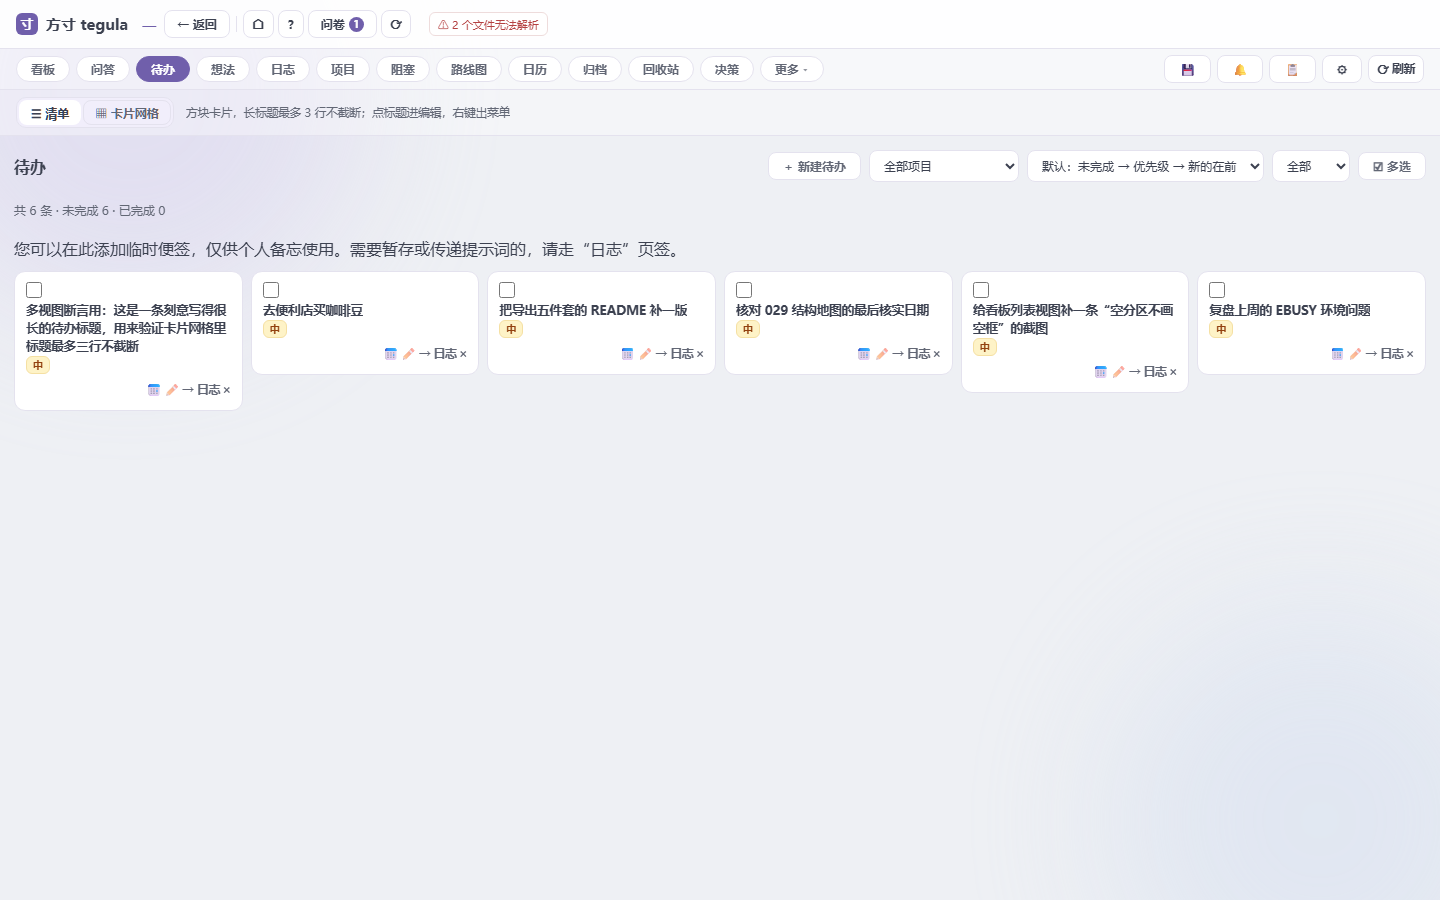 寸 方寸 tegula — ← 返回 ? 问卷 1 ⟳ ⚠ 2 个文件无法解析
看板 问答 待办 想法 日志 项目 阻塞 路线图 日历 归档 回收站 决策 更多 ⟳ 刷新
☰ 清单 卡片网格 方块卡片，长标题最多 3 行不截断；点标题进编辑，右键出菜单
待办 + 新建待办 全部项目 默认：未完成 → 优先级 → 新的在前 全部 ☑ 多选
共 6 条 · 未完成 6 · 已完成 0
您可以在此添加临时便签，仅供个人备忘使用。需要暂存或传递提示词的，请走“日志”页签。
多视图断言用：这是一条刻意写得很
长的待办标题，用来验证卡片网格里
标题最多三行不截断
中
→ 日志 ×
去便利店买咖啡豆
中
→ 日志 ×
把导出五件套的 README 补一版
中
→ 日志 ×
核对 029 结构地图的最后核实日期
中
→ 日志 ×
给看板列表视图补一条“空分区不画
空框”的截图
中
→ 日志 ×
复盘上周的 EBUSY 环境问题
中
→ 日志 ×